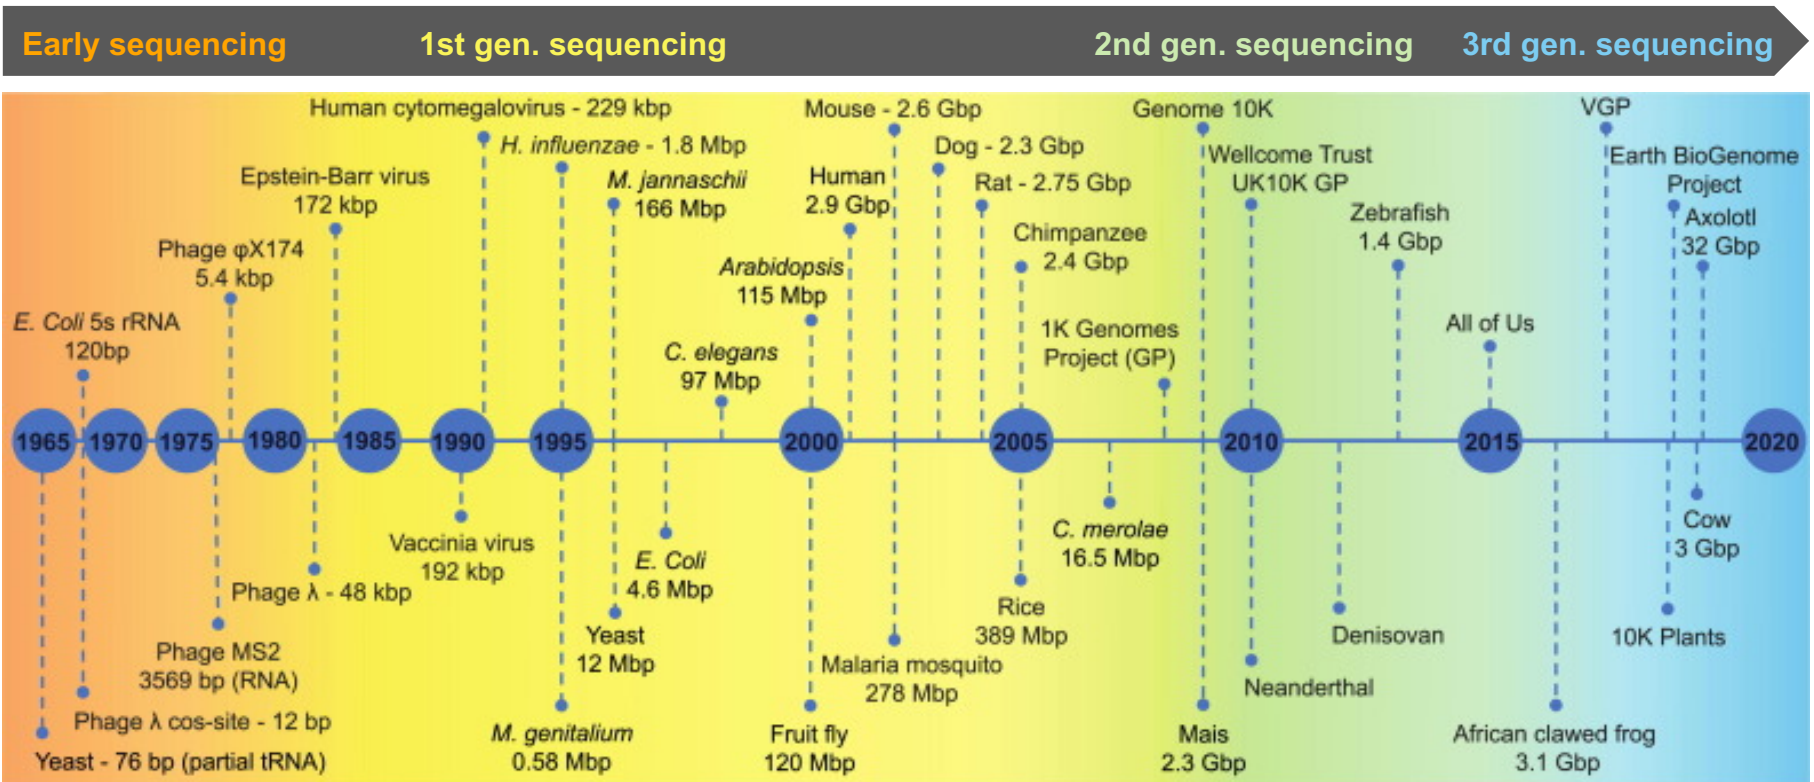 Early sequencing
1st gen. sequencing
2nd gen. sequencing
3rd gen. sequencing
Human cytomegalovirus - 229 kbp
Mouse - 2.6 Gbp
Genome 10K
VGP
H. influenzae - 1.8 Mbp
Dog - 2.3 Gbp
Wellcome Trust
UK10K GP
Earth BioGenome
Project
Epstein-Barr virus
172 kbp
M. jannaschii
166 Mbp
Human
2.9 Gbp
Rat - 2.75 Gbp
Zebrafish
1.4 Gbp
Axolotl
32 Gbp
Phage φX174
5.4 kbp
Arabidopsis
115 Mbp
Chimpanzee
2.4 Gbp
E. Coli 5s rRNA
120bp
C. elegans
97 Mbp
1K Genomes
Project (GP)
All of Us
1965
1970
1975
1980
1985
1990
1995
2000
2005
2010
2015
2020
Vaccinia virus
192 kbp
C. merolae
16.5 Mbp
Cow
3 Gbp
Phage λ - 48 kbp
E. Coli
4.6 Mbp
Rice
389 Mbp
Denisovan
10K Plants
Phage MS2
3569 bp (RNA)
Yeast
12 Mbp
Malaria mosquito
278 Mbp
Neanderthal
Phage λ cos-site - 12 bp
Yeast - 76 bp (partial tRNA)
M. genitalium
0.58 Mbp
Fruit fly
120 Mbp
Mais
2.3 Gbp
African clawed frog
3.1 Gbp